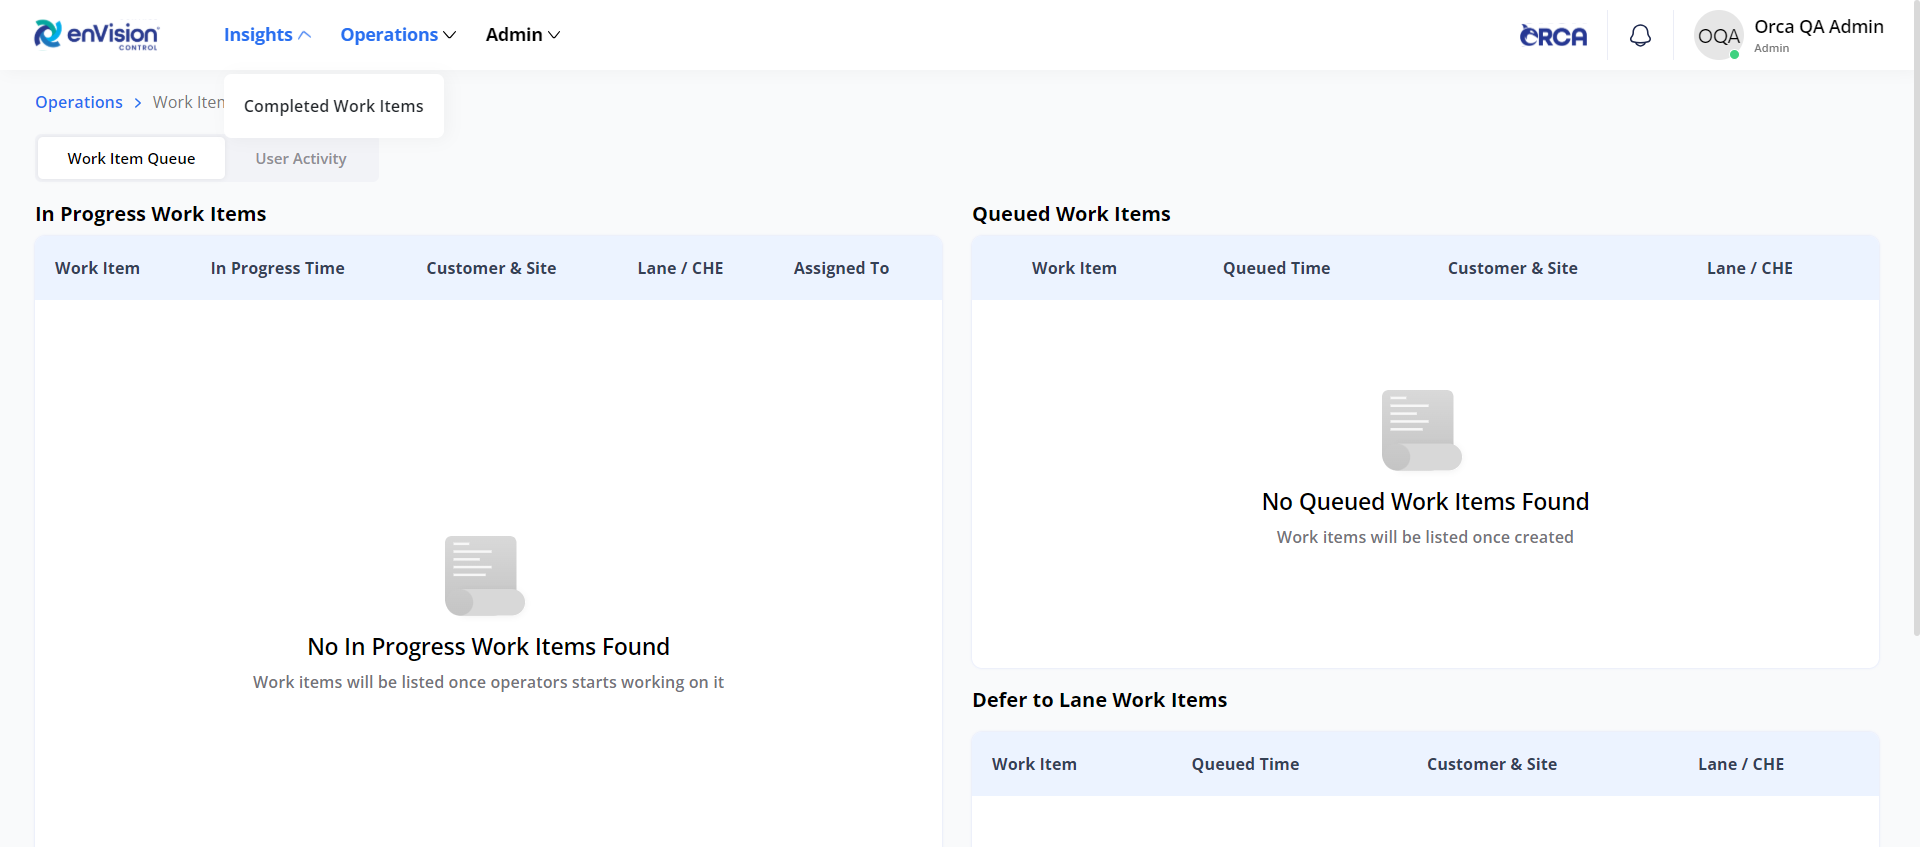 enVision
CONTROL
Insights
Operations
Admin
ORCA
OQA
Orca QA Admin
Admin
Operations > Work Iten
Completed Work Items
Work Item Queue
User Activity
In Progress Work Items
Work Item
In Progress Time
Customer & Site
Lane / CHE
Assigned To
No In Progress Work Items Found
Work items will be listed once operators starts working on it
Queued Work Items
Work Item
Queued Time
Customer & Site
Lane / CHE
No Queued Work Items Found
Work items will be listed once created
Defer to Lane Work Items
Work Item
Queued Time
Customer & Site
Lane / CHE